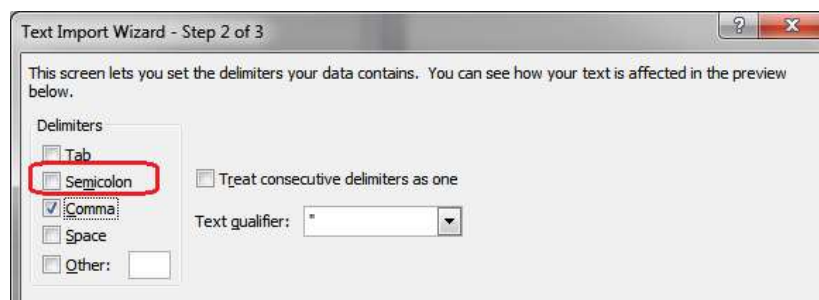 Text Import Wizard - Step 2 of 3
This screen lets you set the delimiters your data contains.  You can see how your text is affected in the preview
below.
Delimiters
Tab
Semicolon
Treat consecutive delimiters as one
Comma
Text qualifier: "
Space
Other: